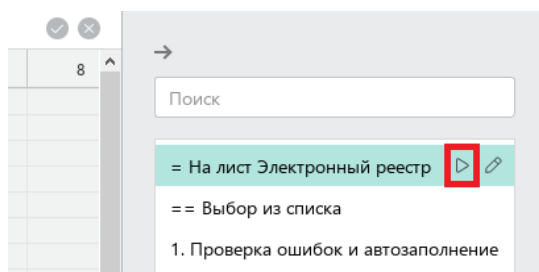 8
Поиск
= На лист Электронный реестр
== Выбор из списка
1. Проверка ошибок и автозаполнение